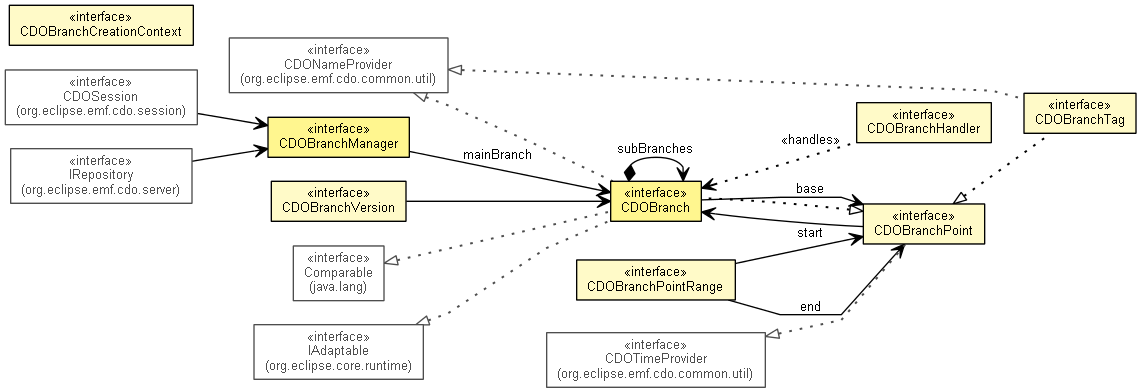 «interface»
CDOBranchCreationContext
«interface»
CDONameProvider
(org.eclipse.emf.cdo.common.util)
«interface»
CDOSession
(org.eclipse.emf.cdo.session)
«interface»
CDOBranchTag
«interface»
CDOBranchHandler
«interface»
CDOBranchManager
«handles»
subBranches
mainBranch
«interface»
IRepository
(org.eclipse.emf.cdo.server)
«interface»
CDOBranchVersion
«interface»
CDOBranch
base
«interface»
CDOBranchPoint
start
«interface»
Comparable
(java.lang)
«interface»
CDOBranchPointRange
end
«interface»
IAdaptable
(org.eclipse.core.runtime)
«interface»
CDOTimeProvider
(org.eclipse.emf.cdo.common.util)